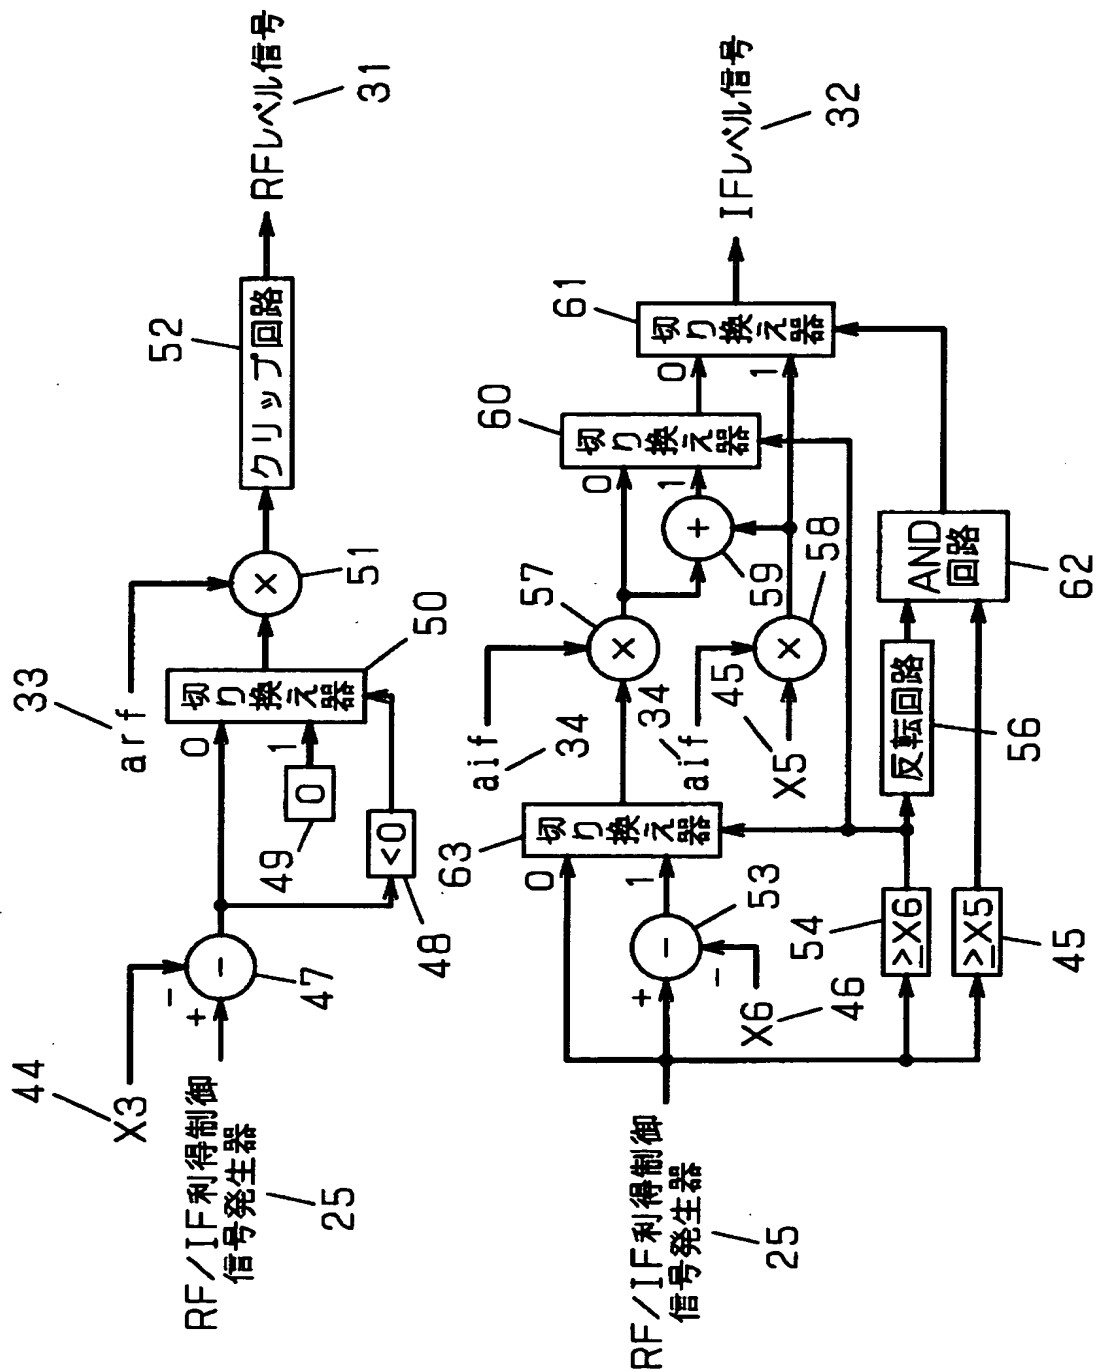 44
X3
RF/IF利得制御
信号発生器
25
+
-
-
47
48
<0
49
0
0
1
切り換え器
50
33
arf
×
51
クリップ回路
52
RFレベル信号
31
RF/IF利得制御
信号発生器
25
+
-
-
53
X6
46
54
≥X6
≥X5
45
0
1
切り換え器
63
aif
34
×
57
aif
34
X5
45
×
58
+
59
反転回路
56
AND
回路
62
0
1
切り換え器
60
0
1
切り換え器
61
IFレベル信号
32